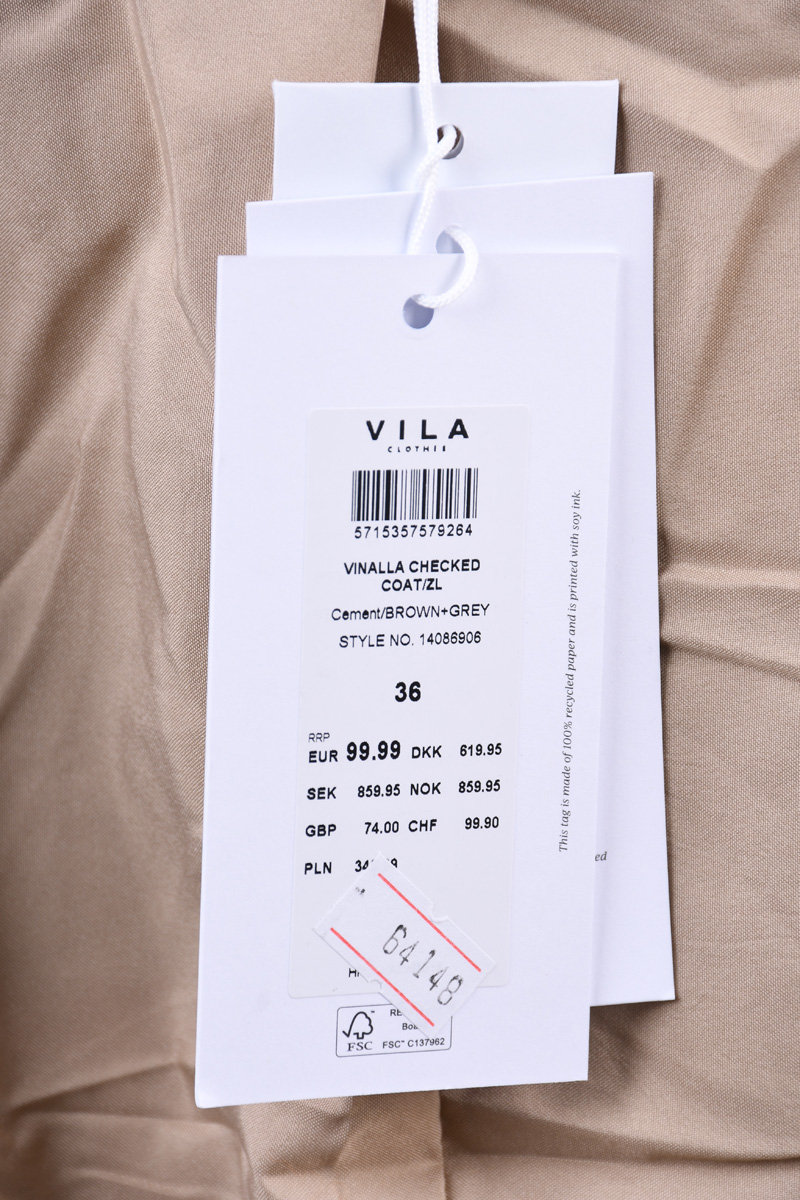 VILA
CLOTHES
5715357579264
VINALLA CHECKED
COAT/ZL
Cement/BROWN+GREY
STYLE NO. 14086906
36
RRP
EUR 99.99 DKK 619.95
SEK 859.95 NOK 859.95
GBP 74.00 CHF 99.90
PLN
64148
FSC
FSC™ C137962
This tag is made of 100% recycled paper and is printed with soy ink.